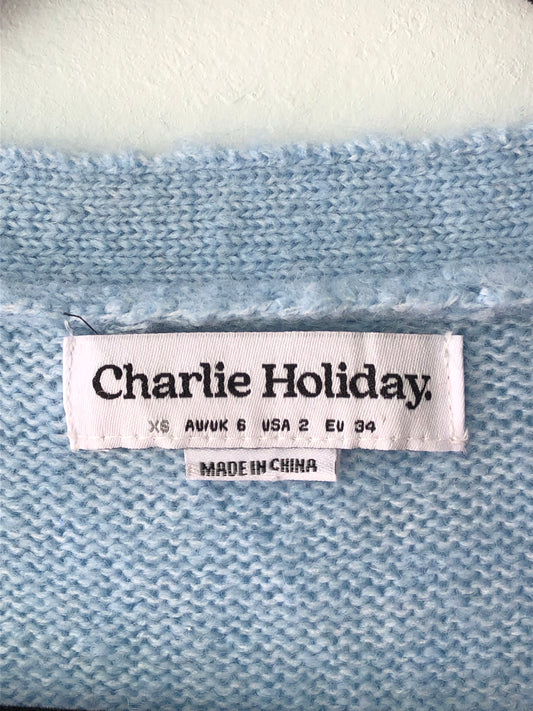 Charlie Holiday.
XS AU/UK 6 USA 2 EU 34
MADE IN CHINA